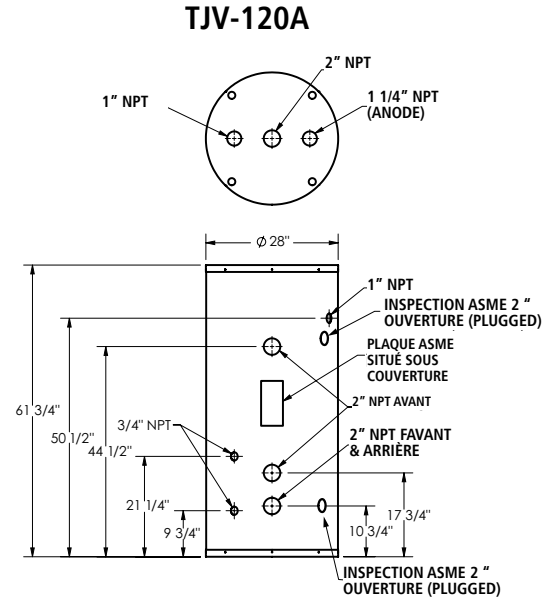 TJV-120A
2" NPT
1" NPT
1 1/4" NPT
(ANODE)
Ø 28"
1" NPT
INSPECTION ASME 2 "
OUVERTURE (PLUGGED)
PLAQUE ASME
SITUÉ SOUS
COUVERTURE
2" NPT AVANT
2" NPT FAVANT
& ARRIÈRE
61 3/4"
50 1/2"
44 1/2"
3/4" NPT
21 1/4"
9 3/4"
17 3/4"
10 3/4"
INSPECTION ASME 2 "
OUVERTURE (PLUGGED)